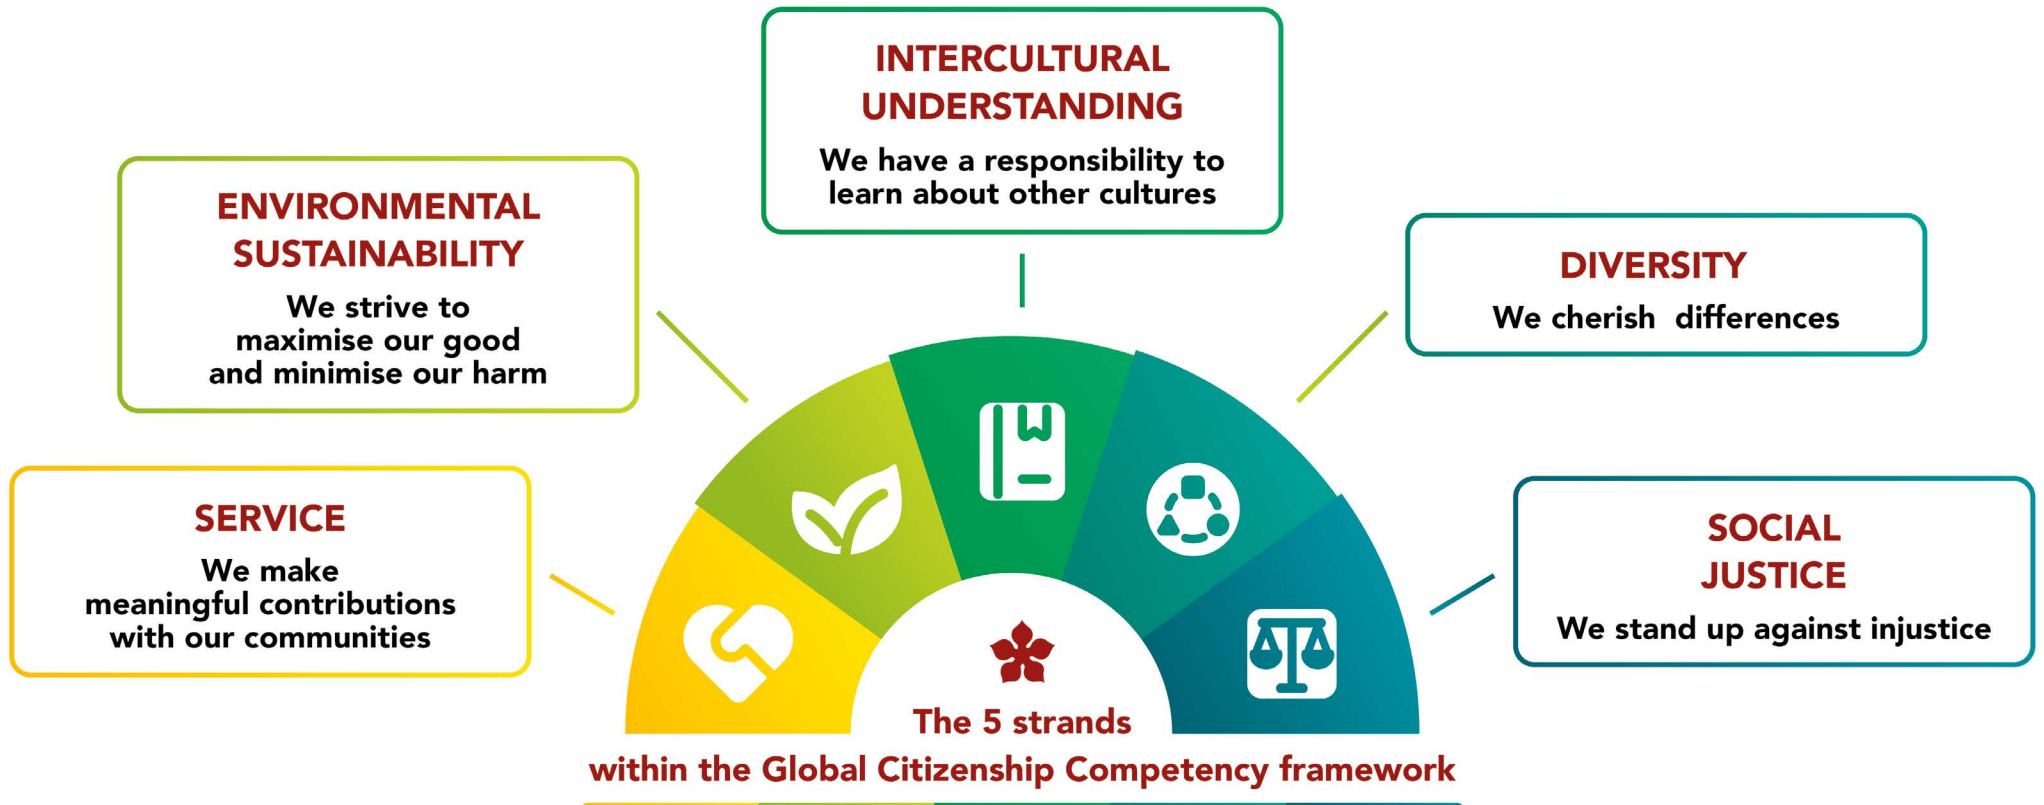 INTERCULTURAL
UNDERSTANDING
We have a responsibility to
learn about other cultures
ENVIRONMENTAL
SUSTAINABILITY
We strive to
maximise our good
and minimise our harm
DIVERSITY
We cherish differences
SERVICE
We make
meaningful contributions
with our communities
SOCIAL
JUSTICE
We stand up against injustice
The 5 strands
within the Global Citizenship Competency framework